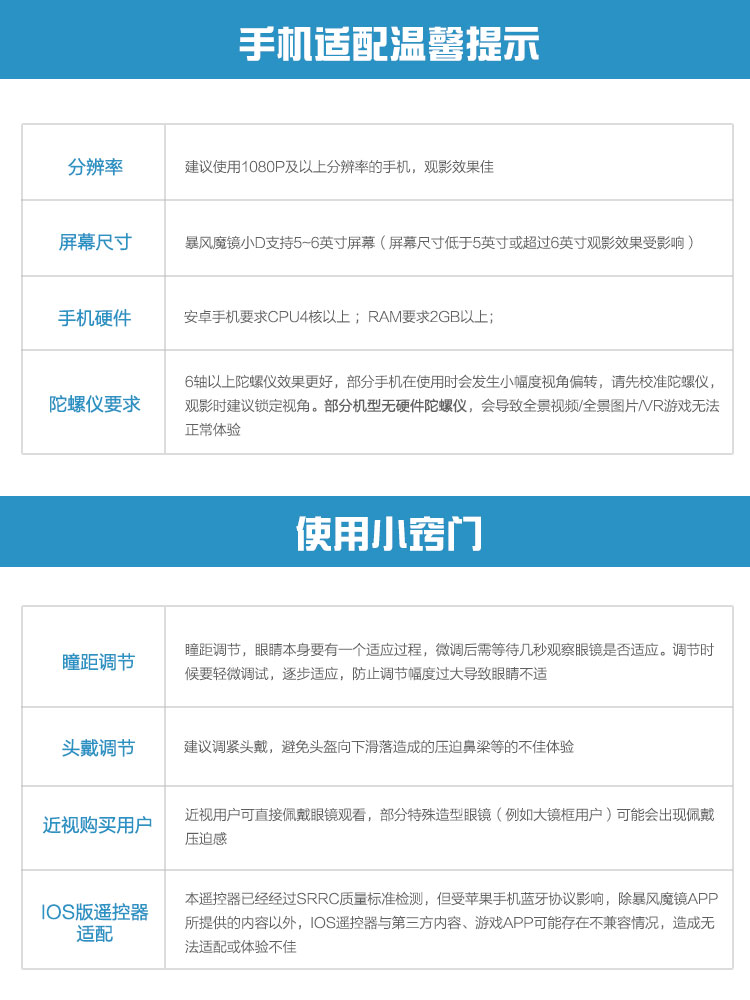 手机适配温馨提示
分辨率
建议使用1080P及以上分辨率的手机，观影效果佳
屏幕尺寸
暴风魔镜小D支持5~6英寸屏幕（屏幕尺寸低于5英寸或超过6英寸观影效果受影响）
手机硬件
安卓手机要求CPU4核以上； RAM要求2GB以上；
陀螺仪要求
6轴以上陀螺仪效果更好，部分手机在使用时会发生小幅度视角偏转，请先校准陀螺仪，
观影时建议锁定视角。部分机型无硬件陀螺仪，会导致全景视频/全景图片/VR游戏无法
正常体验
使用小窍门
瞳距调节
瞳距调节，眼睛本身要有一个适应过程，微调后需等待几秒观察眼镜是否适应。调节时
候要轻微调试，逐步适应，防止调节幅度过大导致眼睛不适
头戴调节
建议调紧头戴，避免头盔向下滑落造成的压迫鼻梁等的不佳体验
近视购买用户
近视用户可直接佩戴眼镜观看，部分特殊造型眼镜（例如大镜框用户）可能会出现佩戴
压迫感
IOS版遥控器
适配
本遥控器已经经过SRRC质量标准检测，但受苹果手机蓝牙协议影响，除暴风魔镜APP
所提供的内容以外，IOS遥控器与第三方内容、游戏APP可能存在不兼容情况，造成无
法适配或体验不佳